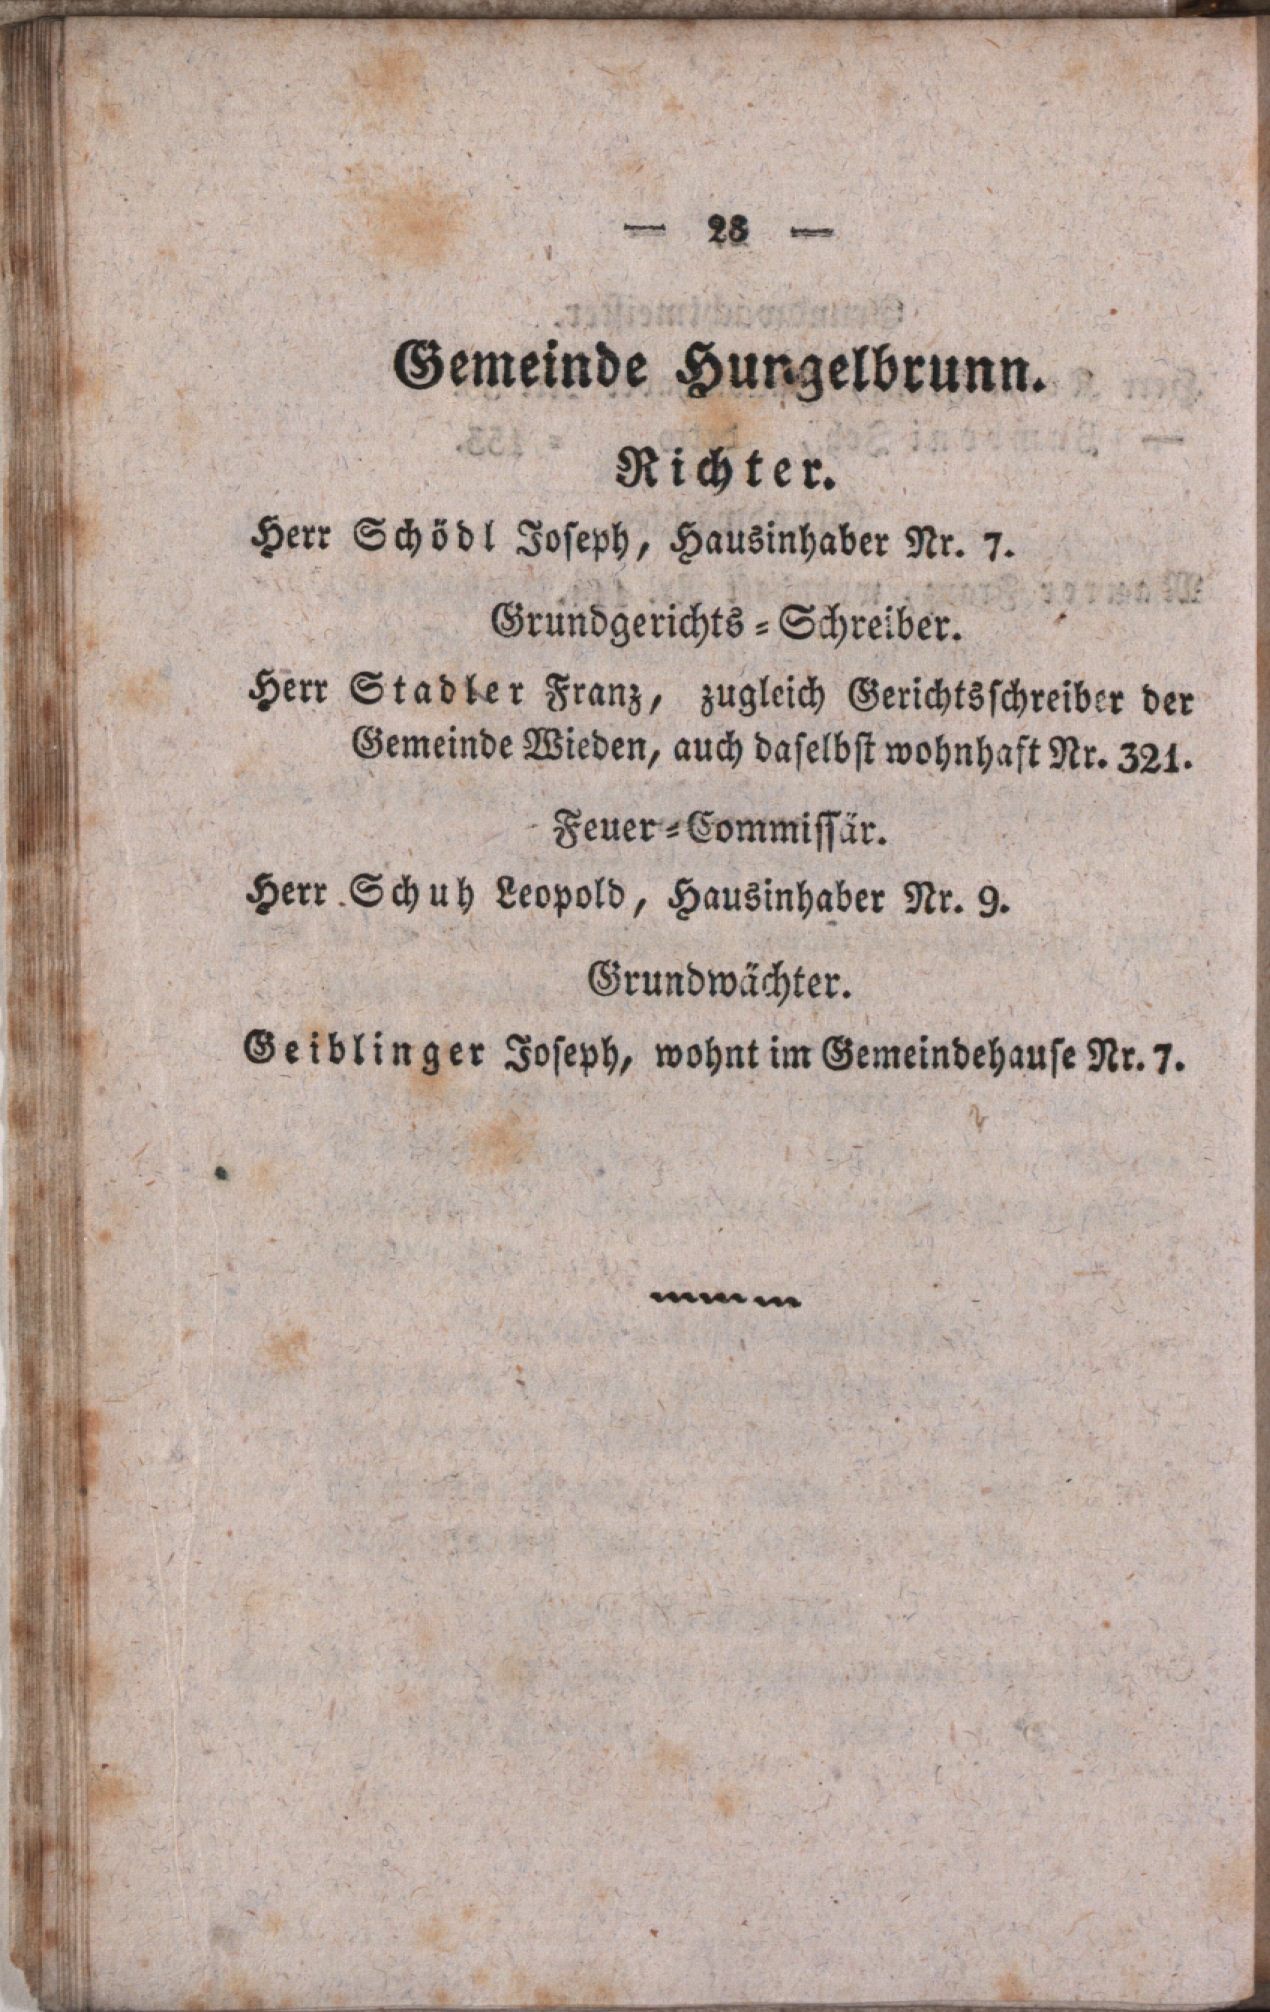 — 28 —
Gemeinde Hungelbrunn.
Richter.
Herr Schödl Joseph, Hausinhaber Nr. 7.
Grundgerichts-Schreiber.
Herr Stadler Franz, zugleich Gerichtsschreiber der
Gemeinde Wieden, auch daselbst wohnhaft Nr. 321.
Feuer-Commissär.
Herr Schuh Leopold, Hausinhaber Nr. 9.
Grundwächter.
Geiblinger Joseph, wohnt im Gemeindehause Nr. 7.